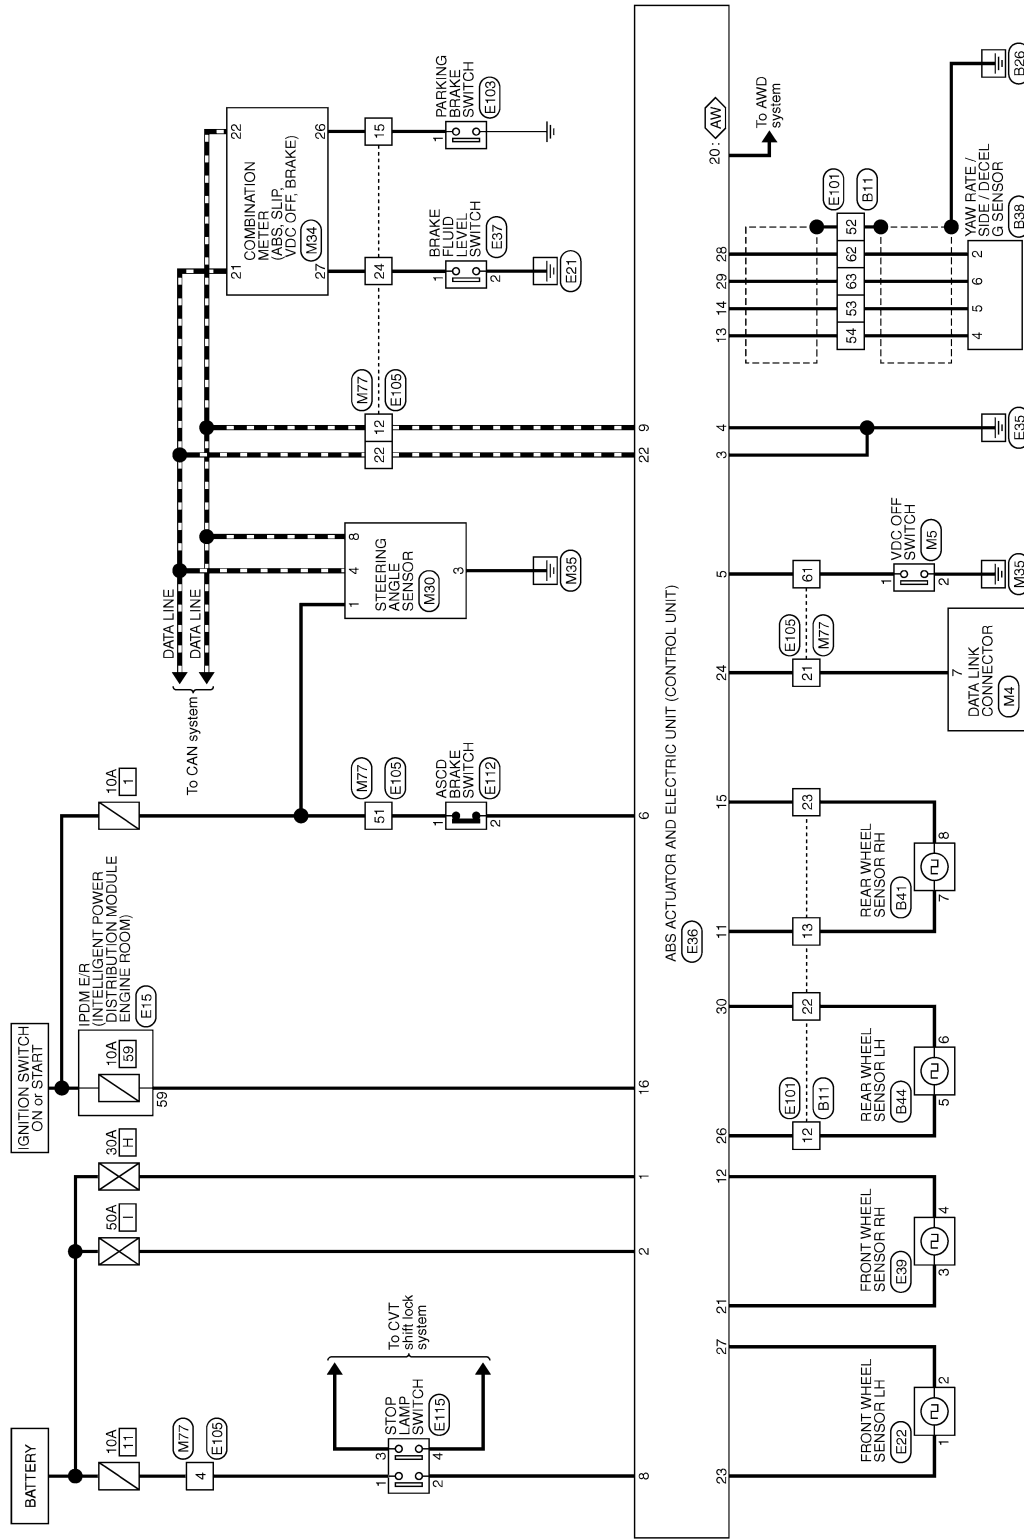 BATTERY
10A
11
M77
E105
4
STOP
LAMP
SWITCH
E115
1
3
2
4
To CVT
shift lock
system
8
50A
I
2
30A
H
1
IGNITION SWITCH
ON or START
IPDM E/R
(INTELLIGENT POWER
DISTRIBUTION MODULE
ENGINE ROOM)
E15
10A
59
59
16
10A
1
M77
E105
51
ASCD
BRAKE
SWITCH
E112
1
2
6
To CAN system
DATA LINE
DATA LINE
1
4
8
STEERING
ANGLE
SENSOR
M30
3
M35
M77
E105
22
12
22
9
21
22
COMBINATION
METER
(ABS, SLIP,
VDC OFF, BRAKE)
M34
27
26
24
15
BRAKE
FLUID
LEVEL
SWITCH
E37
1
2
E21
PARKING
BRAKE
SWITCH
E103
1
ABS ACTUATOR AND ELECTRIC UNIT (CONTROL UNIT)
E36
23
27
FRONT WHEEL
SENSOR LH
E22
1
2
21
12
FRONT WHEEL
SENSOR RH
E39
3
4
26
30
E101
B11
12
22
REAR WHEEL
SENSOR LH
B44
5
6
11
15
13
23
REAR WHEEL
SENSOR RH
B41
7
8
24
E105
M77
21
7
DATA LINK
CONNECTOR
M4
5
61
VDC OFF
SWITCH
M5
1
2
M35
3
4
E35
13
14
29
28
E101
B11
54
53
63
62
52
4
5
6
2
YAW RATE /
SIDE / DECEL
G SENSOR
B38
B26
20 : AW
To AWD
system